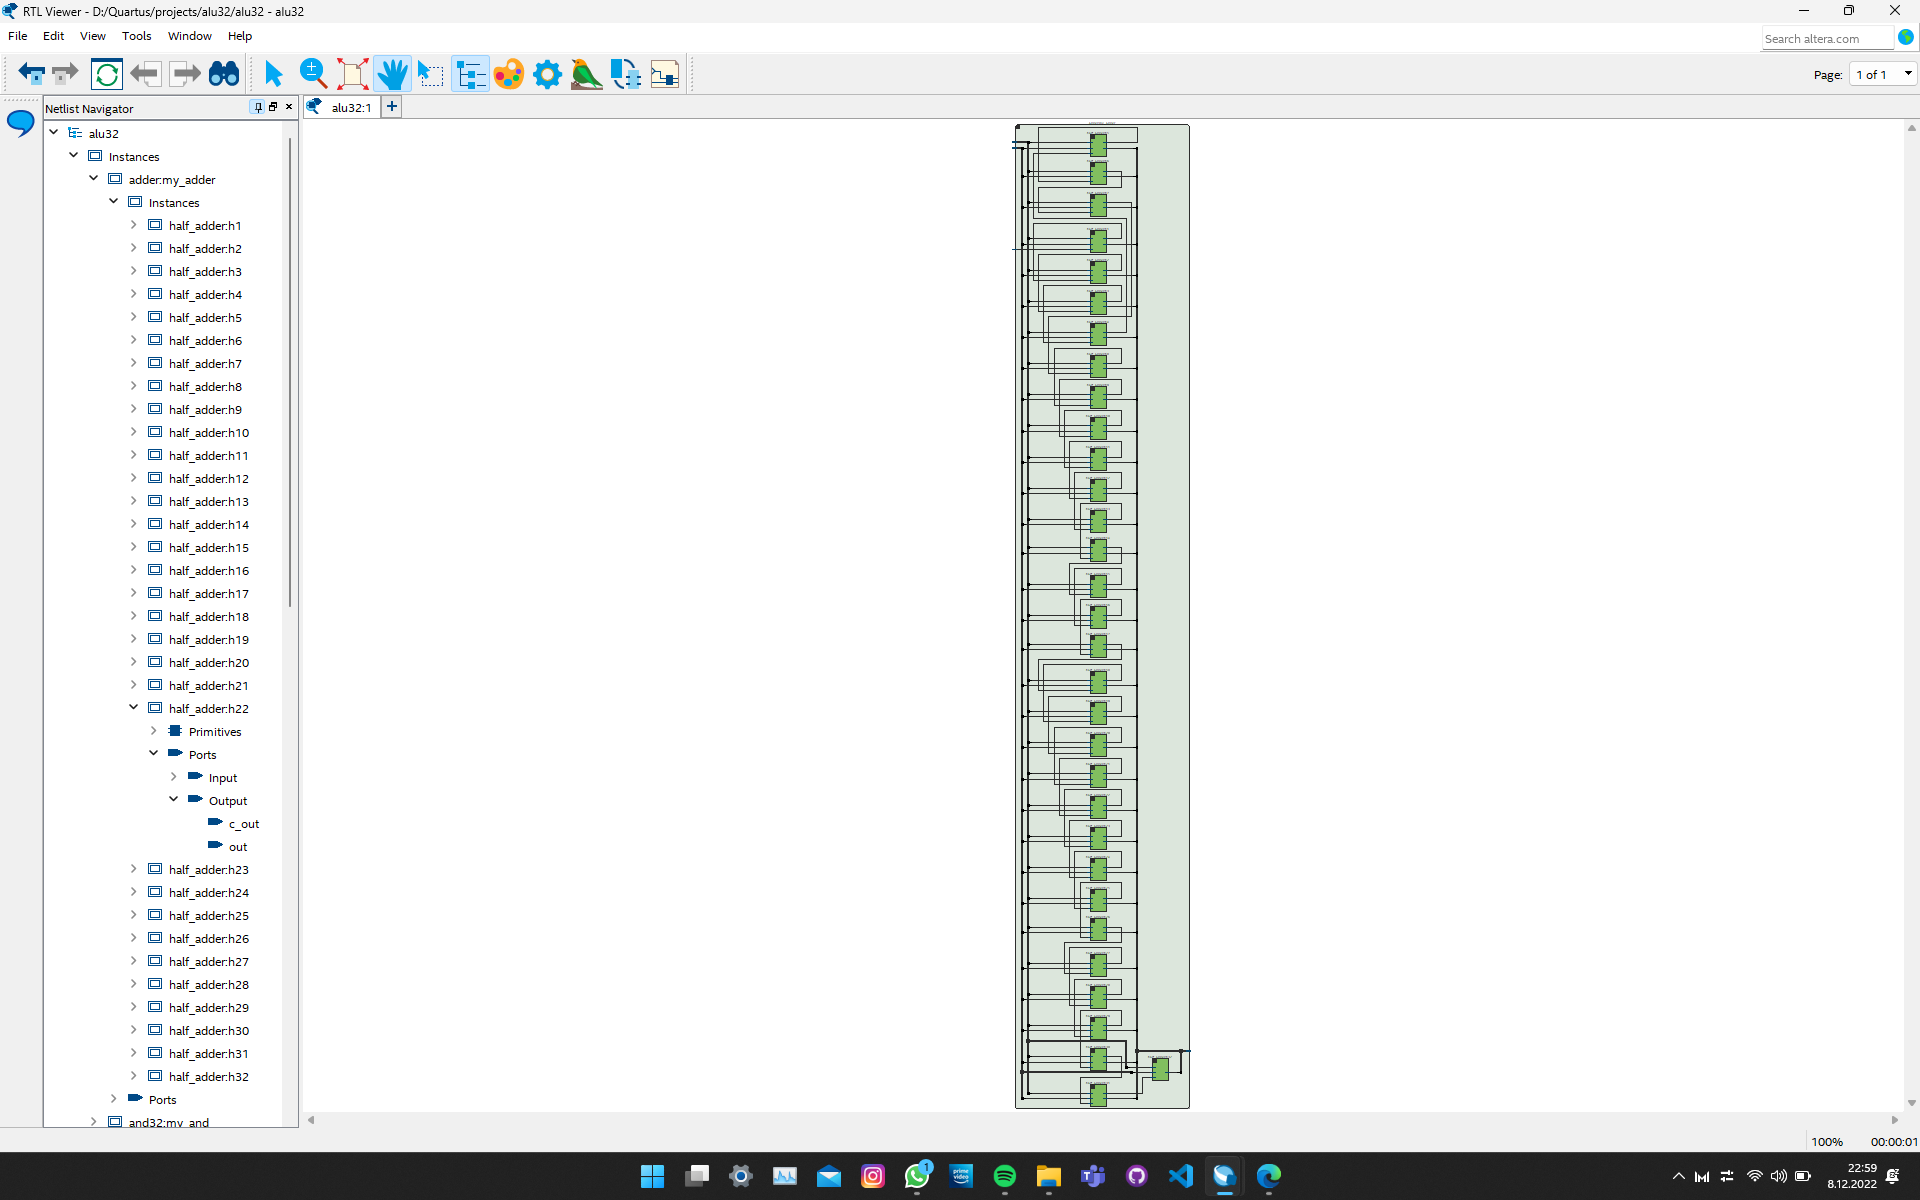 RTL Viewer - D:/Quartus/projects/alu32/alu32 - alu32
File Edit View Tools Window Help
Search altera.com
Page: 1 of 1
Netlist Navigator
alu32:1
alu32
Instances
adder:my_adder
Instances
half_adder:h1
half_adder:h2
half_adder:h3
half_adder:h4
half_adder:h5
half_adder:h6
half_adder:h7
half_adder:h8
half_adder:h9
half_adder:h10
half_adder:h11
half_adder:h12
half_adder:h13
half_adder:h14
half_adder:h15
half_adder:h16
half_adder:h17
half_adder:h18
half_adder:h19
half_adder:h20
half_adder:h21
half_adder:h22
Primitives
Ports
Input
Output
c_out
out
half_adder:h23
half_adder:h24
half_adder:h25
half_adder:h26
half_adder:h27
half_adder:h28
half_adder:h29
half_adder:h30
half_adder:h31
half_adder:h32
Ports
and32:my_and
100% 00:00:01
1
prime video
22:59
8.12.2022